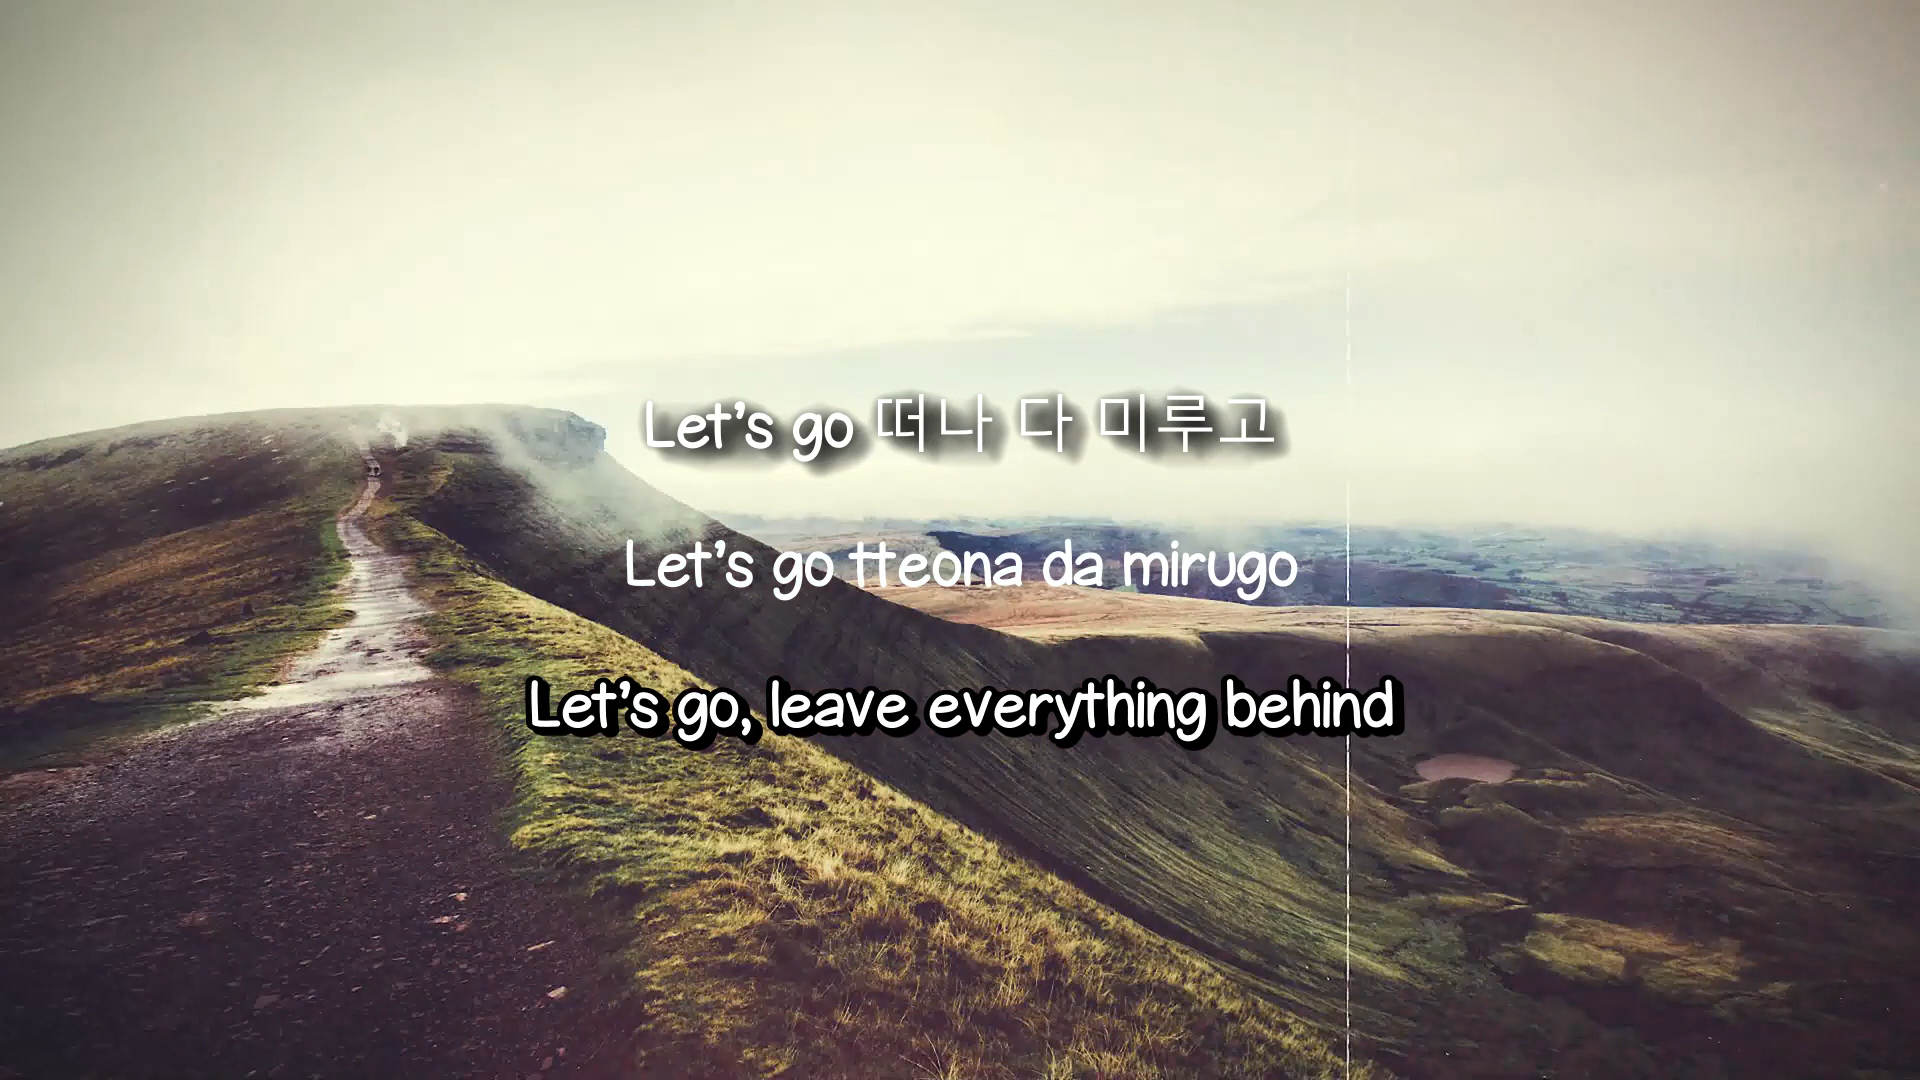 Let's go 떠나 다 미루고
Let's go tteona da mirugo
Let's go, leave everything behind